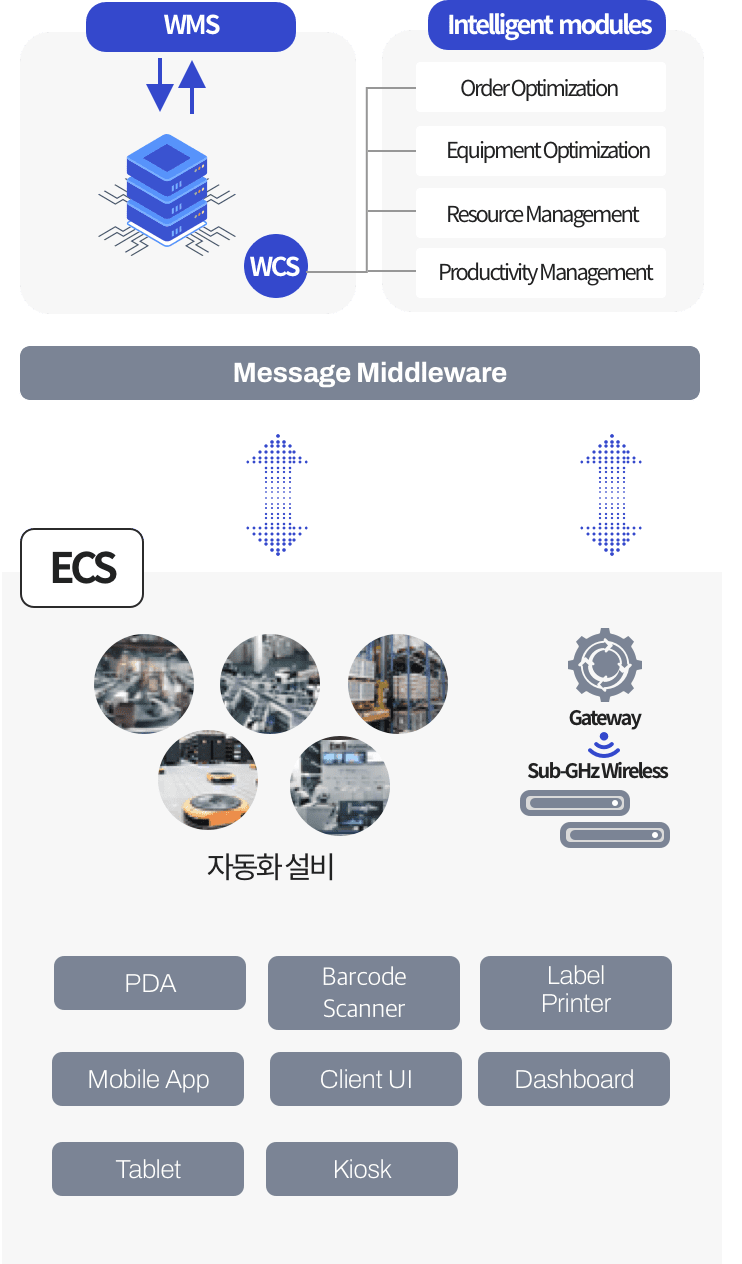 WMS
Intelligent modules
Order Optimization
Equipment Optimization
Resource Management
Productivity Management
WCS
Message Middleware
ECS
Gateway
Sub-GHz Wireless
자동화 설비
PDA
Barcode
Scanner
Label
Printer
Mobile App
Client UI
Dashboard
Tablet
Kiosk